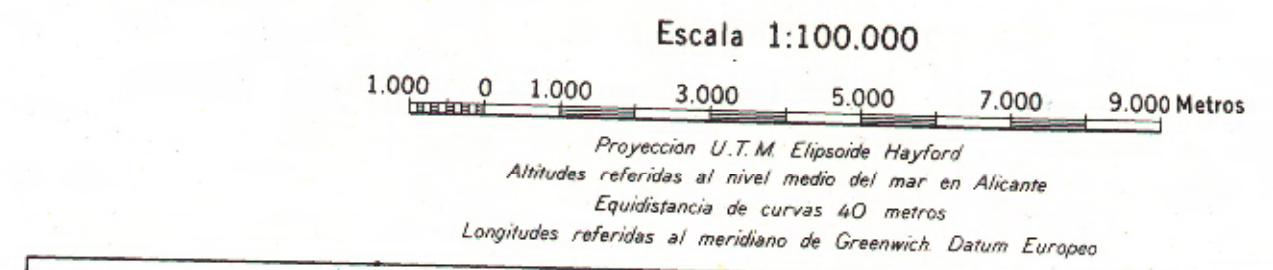 Escala 1:100.000
1.000 0 1.000 3.000 5.000 7.000 9.000 Metros
Proyeccion U.T.M. Elipsoide Hayford
Altitudes referidas al nivel medio del mar en Alicante
Equidistancia de curvas 40 metros
Longitudes referidas al meridiano de Greenwich. Datum Europeo